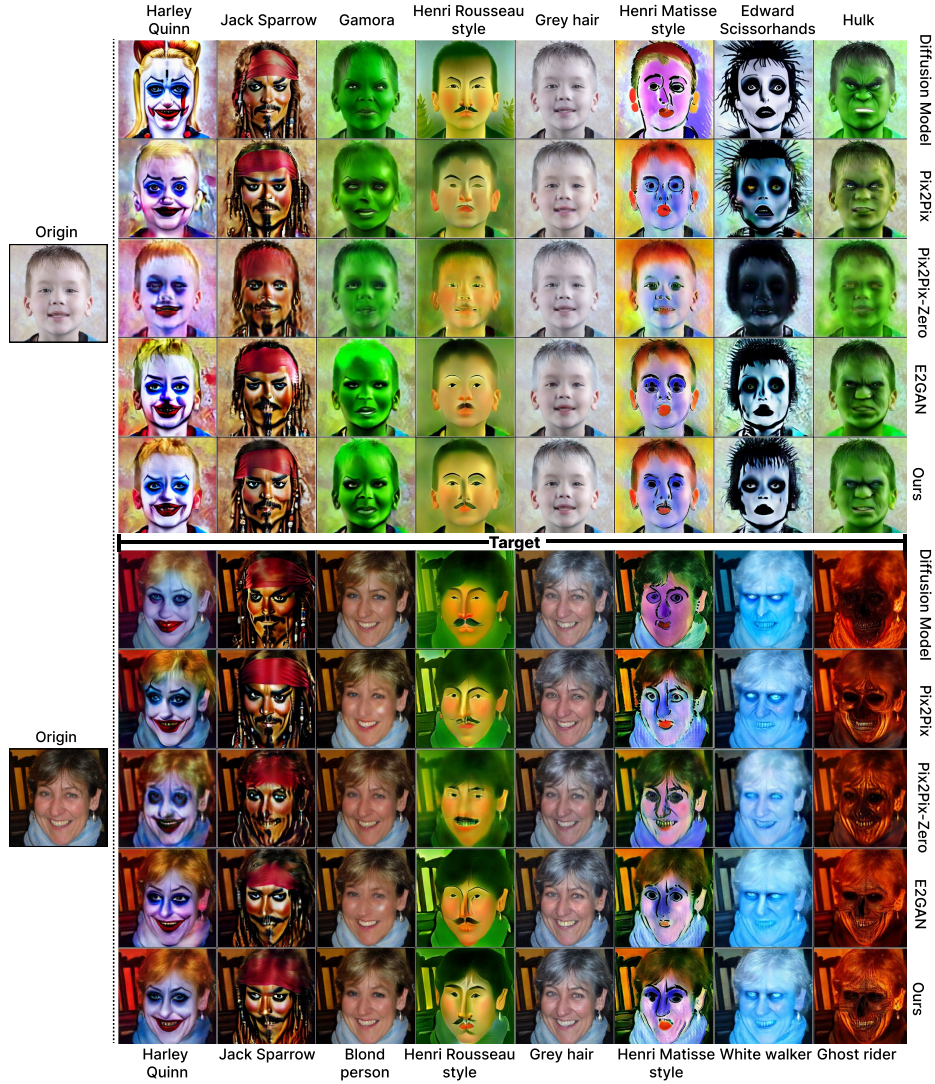 Harley
Quinn
Jack Sparrow
Gamora
Henri Rousseau
style
Grey hair
Henri Matisse
style
Edward
Scissorhands
Hulk
Diffusion Model
Pix2Pix
Origin
Pix2Pix-Zero
E2GAN
Ours
Target
Diffusion Model
Pix2Pix
Origin
Pix2Pix-Zero
E2GAN
Ours
Harley
Quinn
Jack Sparrow
Blond
person
Henri Rousseau
style
Grey hair
Henri Matisse
style
White walker
Ghost rider